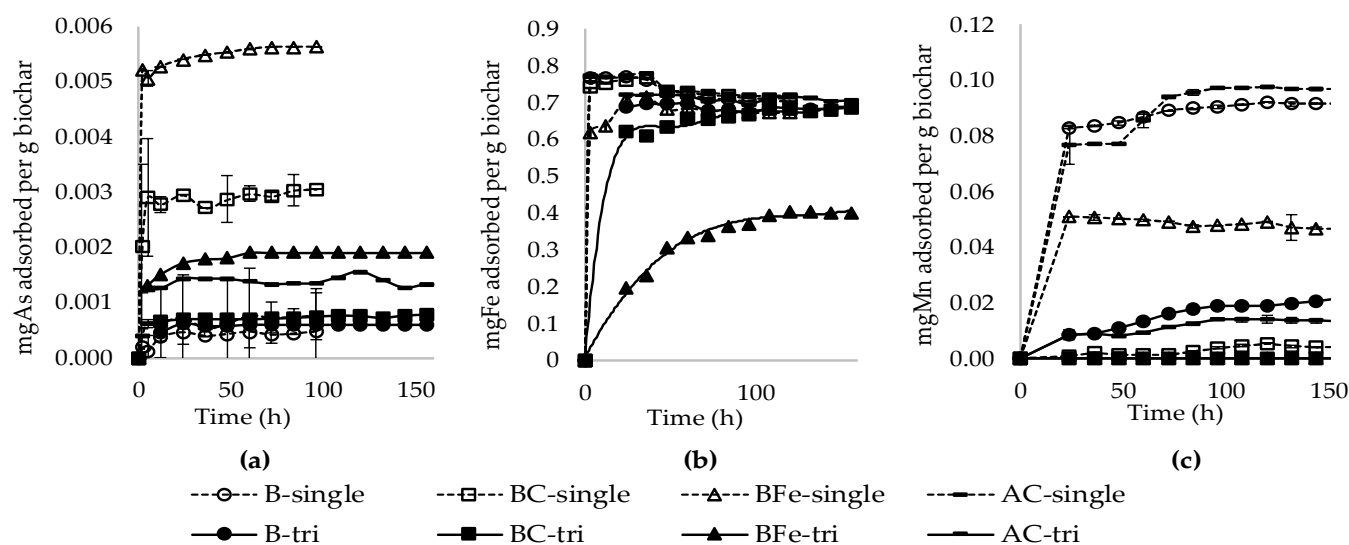 mgAs adsorbed per g biochar
0.006
0.005
0.004
0.003
0.002
0.001
0.000
0 50 100 150
Time (h)
(a)
mgFe adsorbed per g biochar
0.9
0.8
0.7
0.6
0.5
0.4
0.3
0.2
0.1
0
0 100
Time (h)
(b)
mgMn adsorbed per g biochar
0.12
0.10
0.08
0.06
0.04
0.02
0.00
0 50 100 150
Time (h)
(c)
B-single BC-single BFe-single AC-single
B-tri BC-tri BFe-tri AC-tri